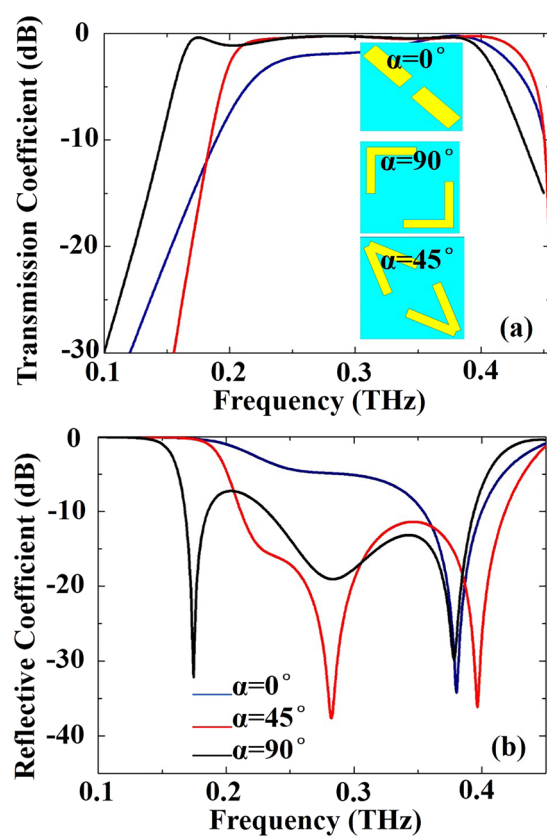 Transmission Coefficient (dB)
0
-10
-20
-30
α=0°
α=90°
α=45°
(a)
0.1 0.2 0.3 0.4
Frequency (THz)
Reflective Coefficient (dB)
0
-10
-20
-30
-40
α=0°
α=45°
α=90°
(b)
0.1 0.2 0.3 0.4
Frequency (THz)